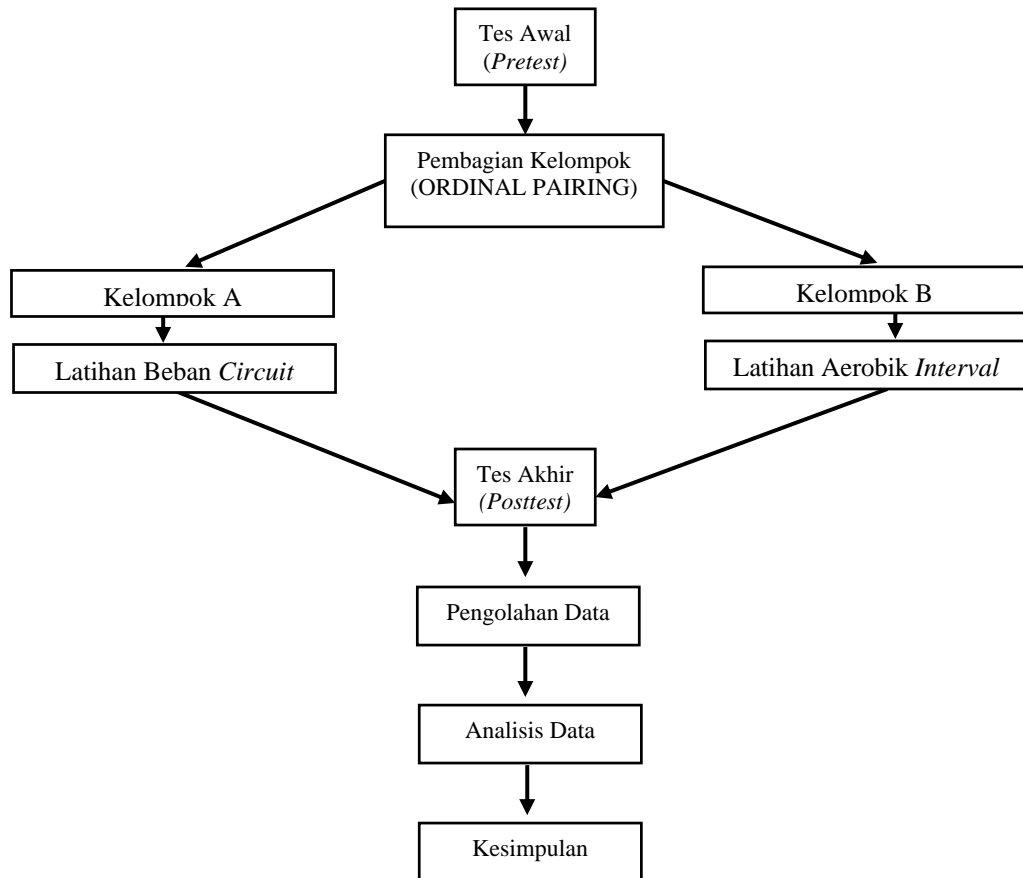 Tes Awal
(Pretest)
Pembagian Kelompok
(ORDINAL PAIRING)
Kelompok A
Kelompok B
Latihan Beban Circuit
Latihan Aerobik Interval
Tes Akhir
(Posttest)
Pengolahan Data
Analisis Data
Kesimpulan